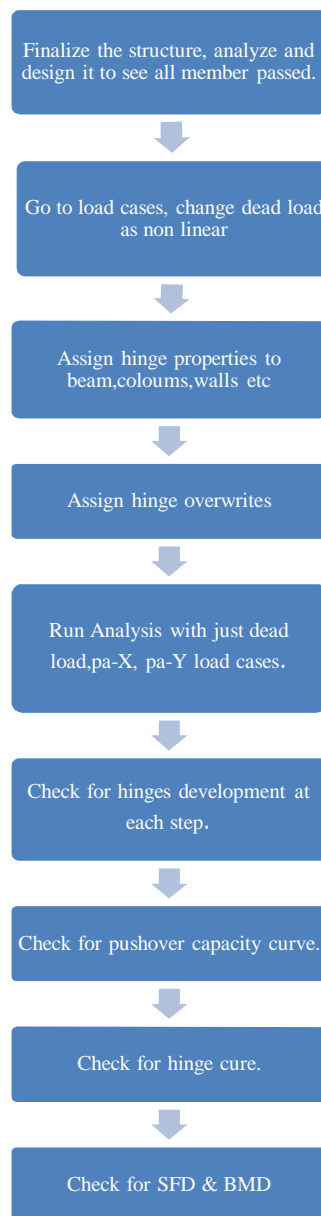 Finalize the structure, analyze and
design it to see all member passed.
Go to load cases, change dead load
as non linear
Assign hinge properties to
beam,coloums,walls etc
Assign hinge overwrites
Run Analysis with just dead
load,pa-X, pa-Y load cases.
Check for hinges development at
each step.
Check for pushover capacity curve.
Check for hinge cure.
Check for SFD & BMD